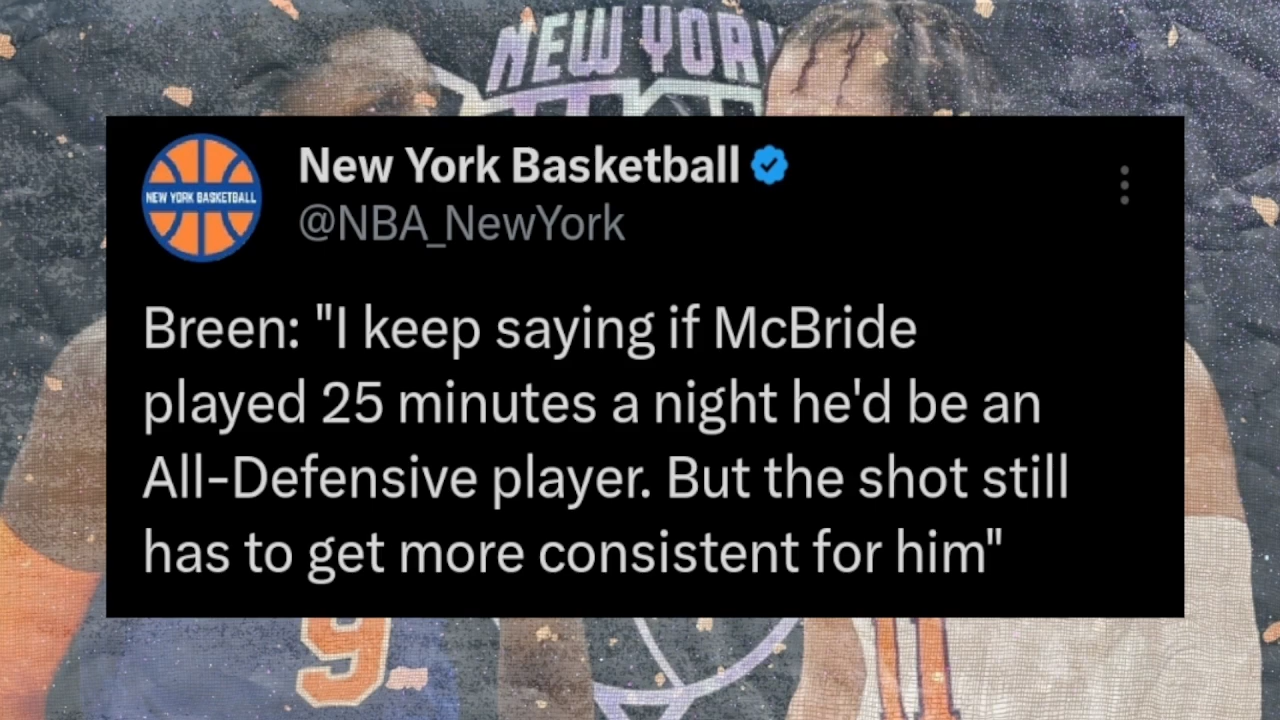 NEW YORK
New York Basketball
NEW YORK BASKETBALL
@NBA_NewYork
Breen: "I keep saying if McBride
played 25 minutes a night he'd be an
All-Defensive player. But the shot still
has to get more consistent for him"
9